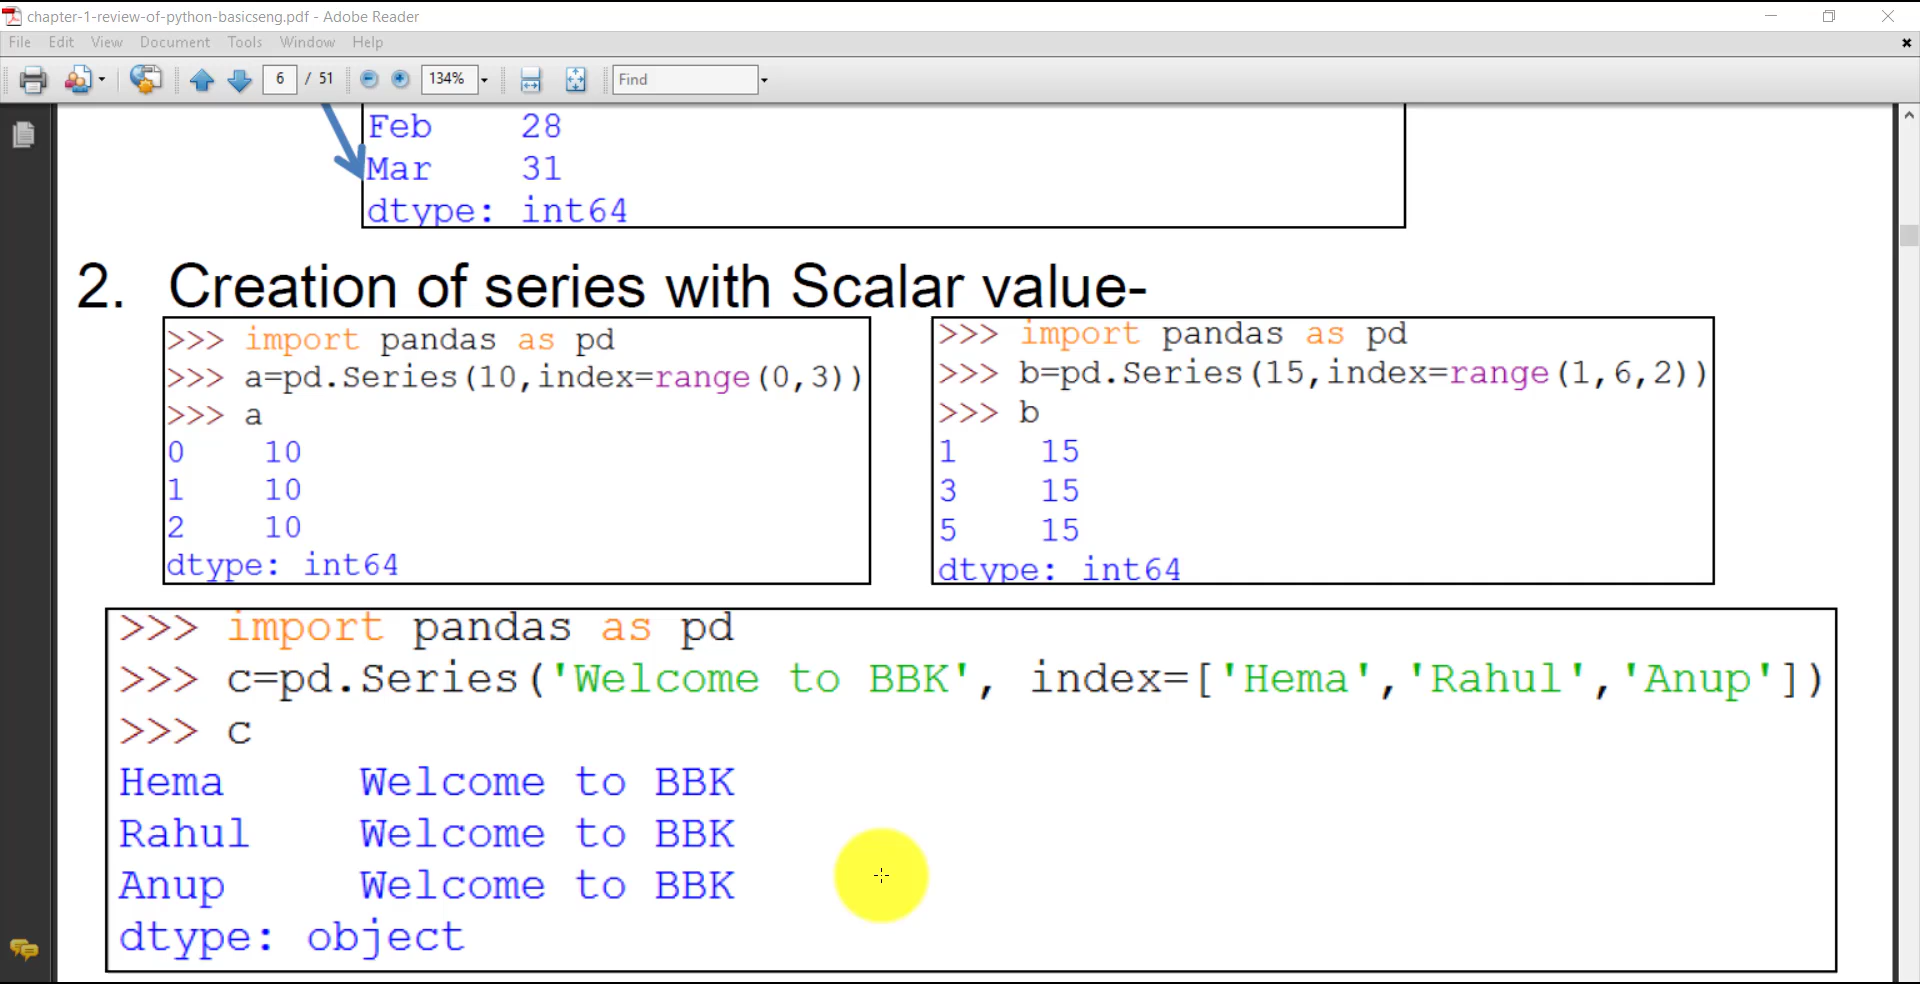 chapter-1-review-of-python-basicseng.pdf - Adobe Reader
File Edit View Document Tools Window Help
6 / 51 134% Find
Feb 28
Mar 31
dtype: int64
2. Creation of series with Scalar value-
>>> import pandas as pd
>>> a=pd.Series(10,index=range(0,3))
>>> a
0 10
1 10
2 10
dtype: int64
>>> import pandas as pd
>>> b=pd.Series(15,index=range(1,6,2))
>>> b
1 15
3 15
5 15
dtype: int64
>>> import pandas as pd
>>> c=pd.Series('Welcome to BBK', index=['Hema','Rahul','Anup'])
>>> c
Hema Welcome to BBK
Rahul Welcome to BBK
Anup Welcome to BBK
dtype: object